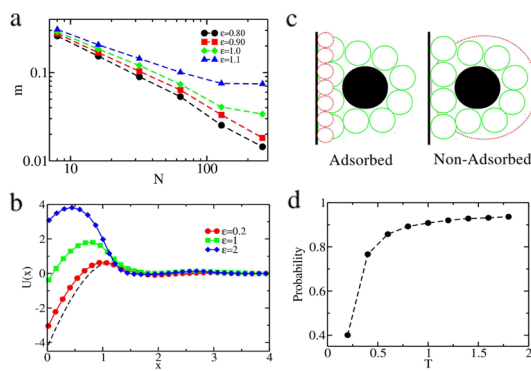 a
ε=0.80
ε=0.90
ε=1.0
ε=1.1
m
0.1
0.01
10
100
N
b
ε=0.2
ε=1
ε=2
U(x)
4
2
0
-2
-4
0
1
2
3
4
x
c
Adsorbed
Non-Adsorbed
d
Probability
1
0.8
0.6
0.4
0
0.5
1
1.5
2
T